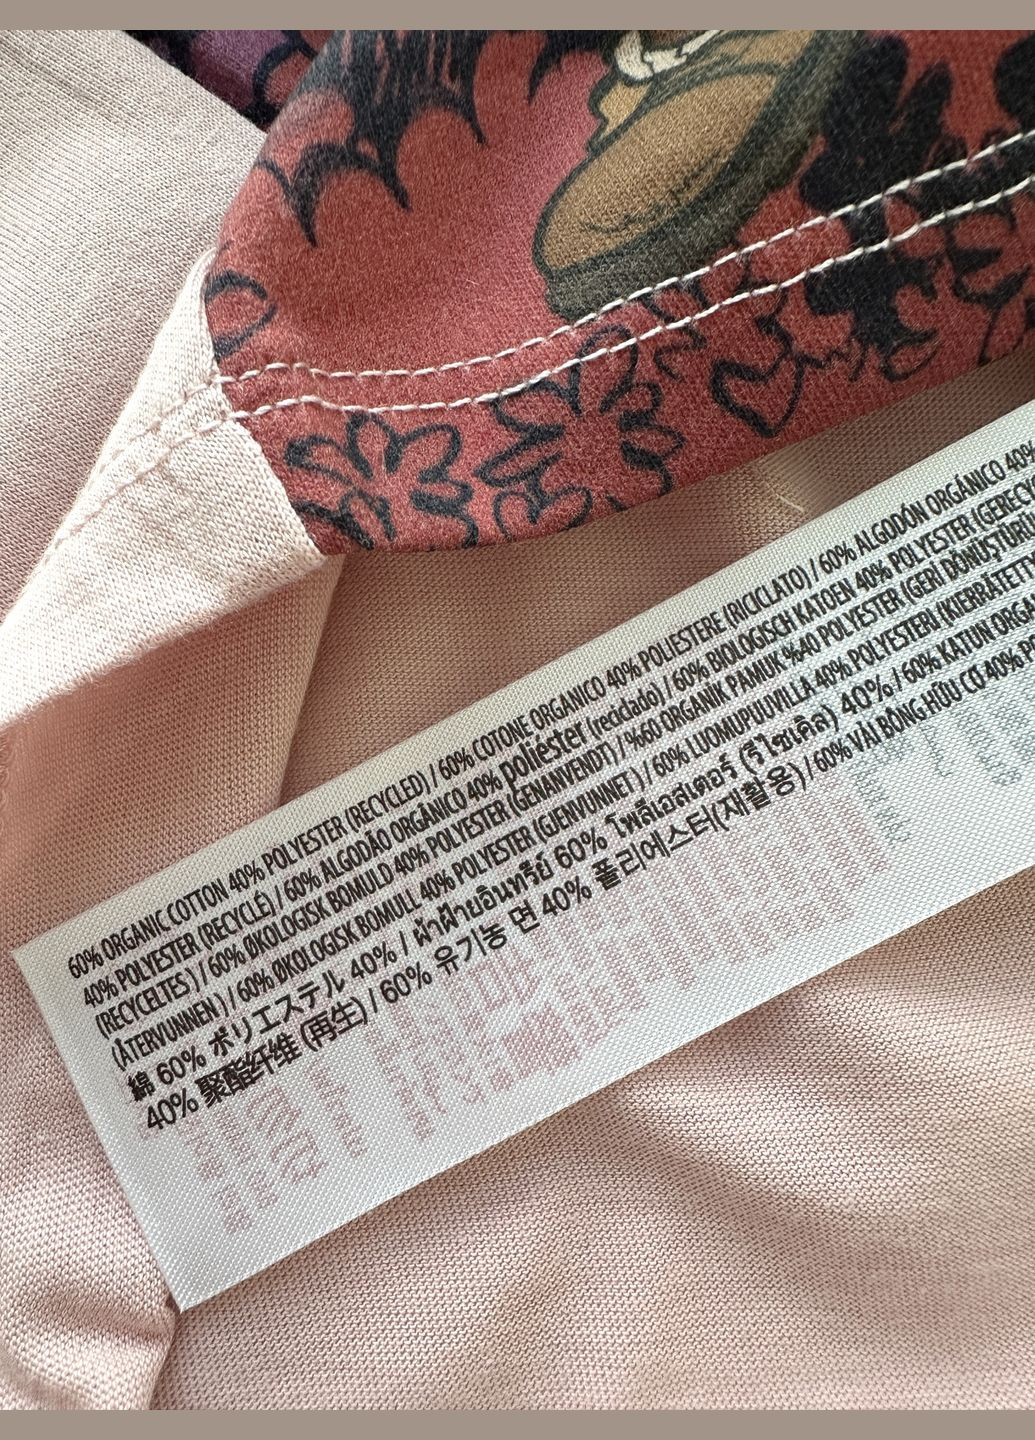 60% ORGANIC COTTON 40% POLYESTER (RECYCLED) / 60% COTONE ORGANICO 40% POLIESTERE (RICICLATO) / 60% ALGODÓN ORGÁNICO 40%
40% POLYESTER (RECYCLÉ) / 60% ALGODÃO ORGÂNICO 40% poliéster (reciclado) / 60% BIOLOGISCH KATOEN 40% POLYESTER (GERECY
(RECYCELTES) / 60% ØKOLOGISK BOMULD 40% POLYESTER (GENANVENDT) / %60 ORGANİK PAMUK %40 POLYESTER (GERİ DÖNÜŞTÜRÜ
(ÅTERVUNNEN) / 60% ØKOLOGISK BOMULL 40% POLYESTER (GJENVUNNET) / 60% LUOMUPUUVILLA 40% POLYESTERI (KIERRÄTETTY
綿 60% ポリエステル 40% / ผ้าฝ้ายอินทรีย์ 60% โพลีเอสเตอร์ (รีไซเคิล) 40% / 60% KATUN ORGAN
40% 聚酯纤维 (再生) / 60% 유기농 면 40% 폴리에스터(재활용) / 60% VẢI BÔNG HỮU CƠ 40% P